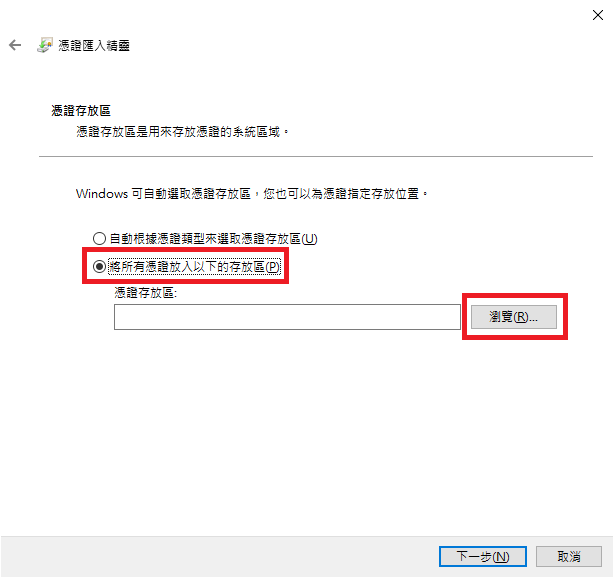 憑證匯入精靈
憑證存放區
憑證存放區是用來存放憑證的系統區域。
Windows 可自動選取憑證存放區，您也可以為憑證指定存放位置。
自動根據憑證類型來選取憑證存放區(U)
將所有憑證放入以下的存放區(P)
憑證存放區:
瀏覽(R)...
下一步(N)
取消